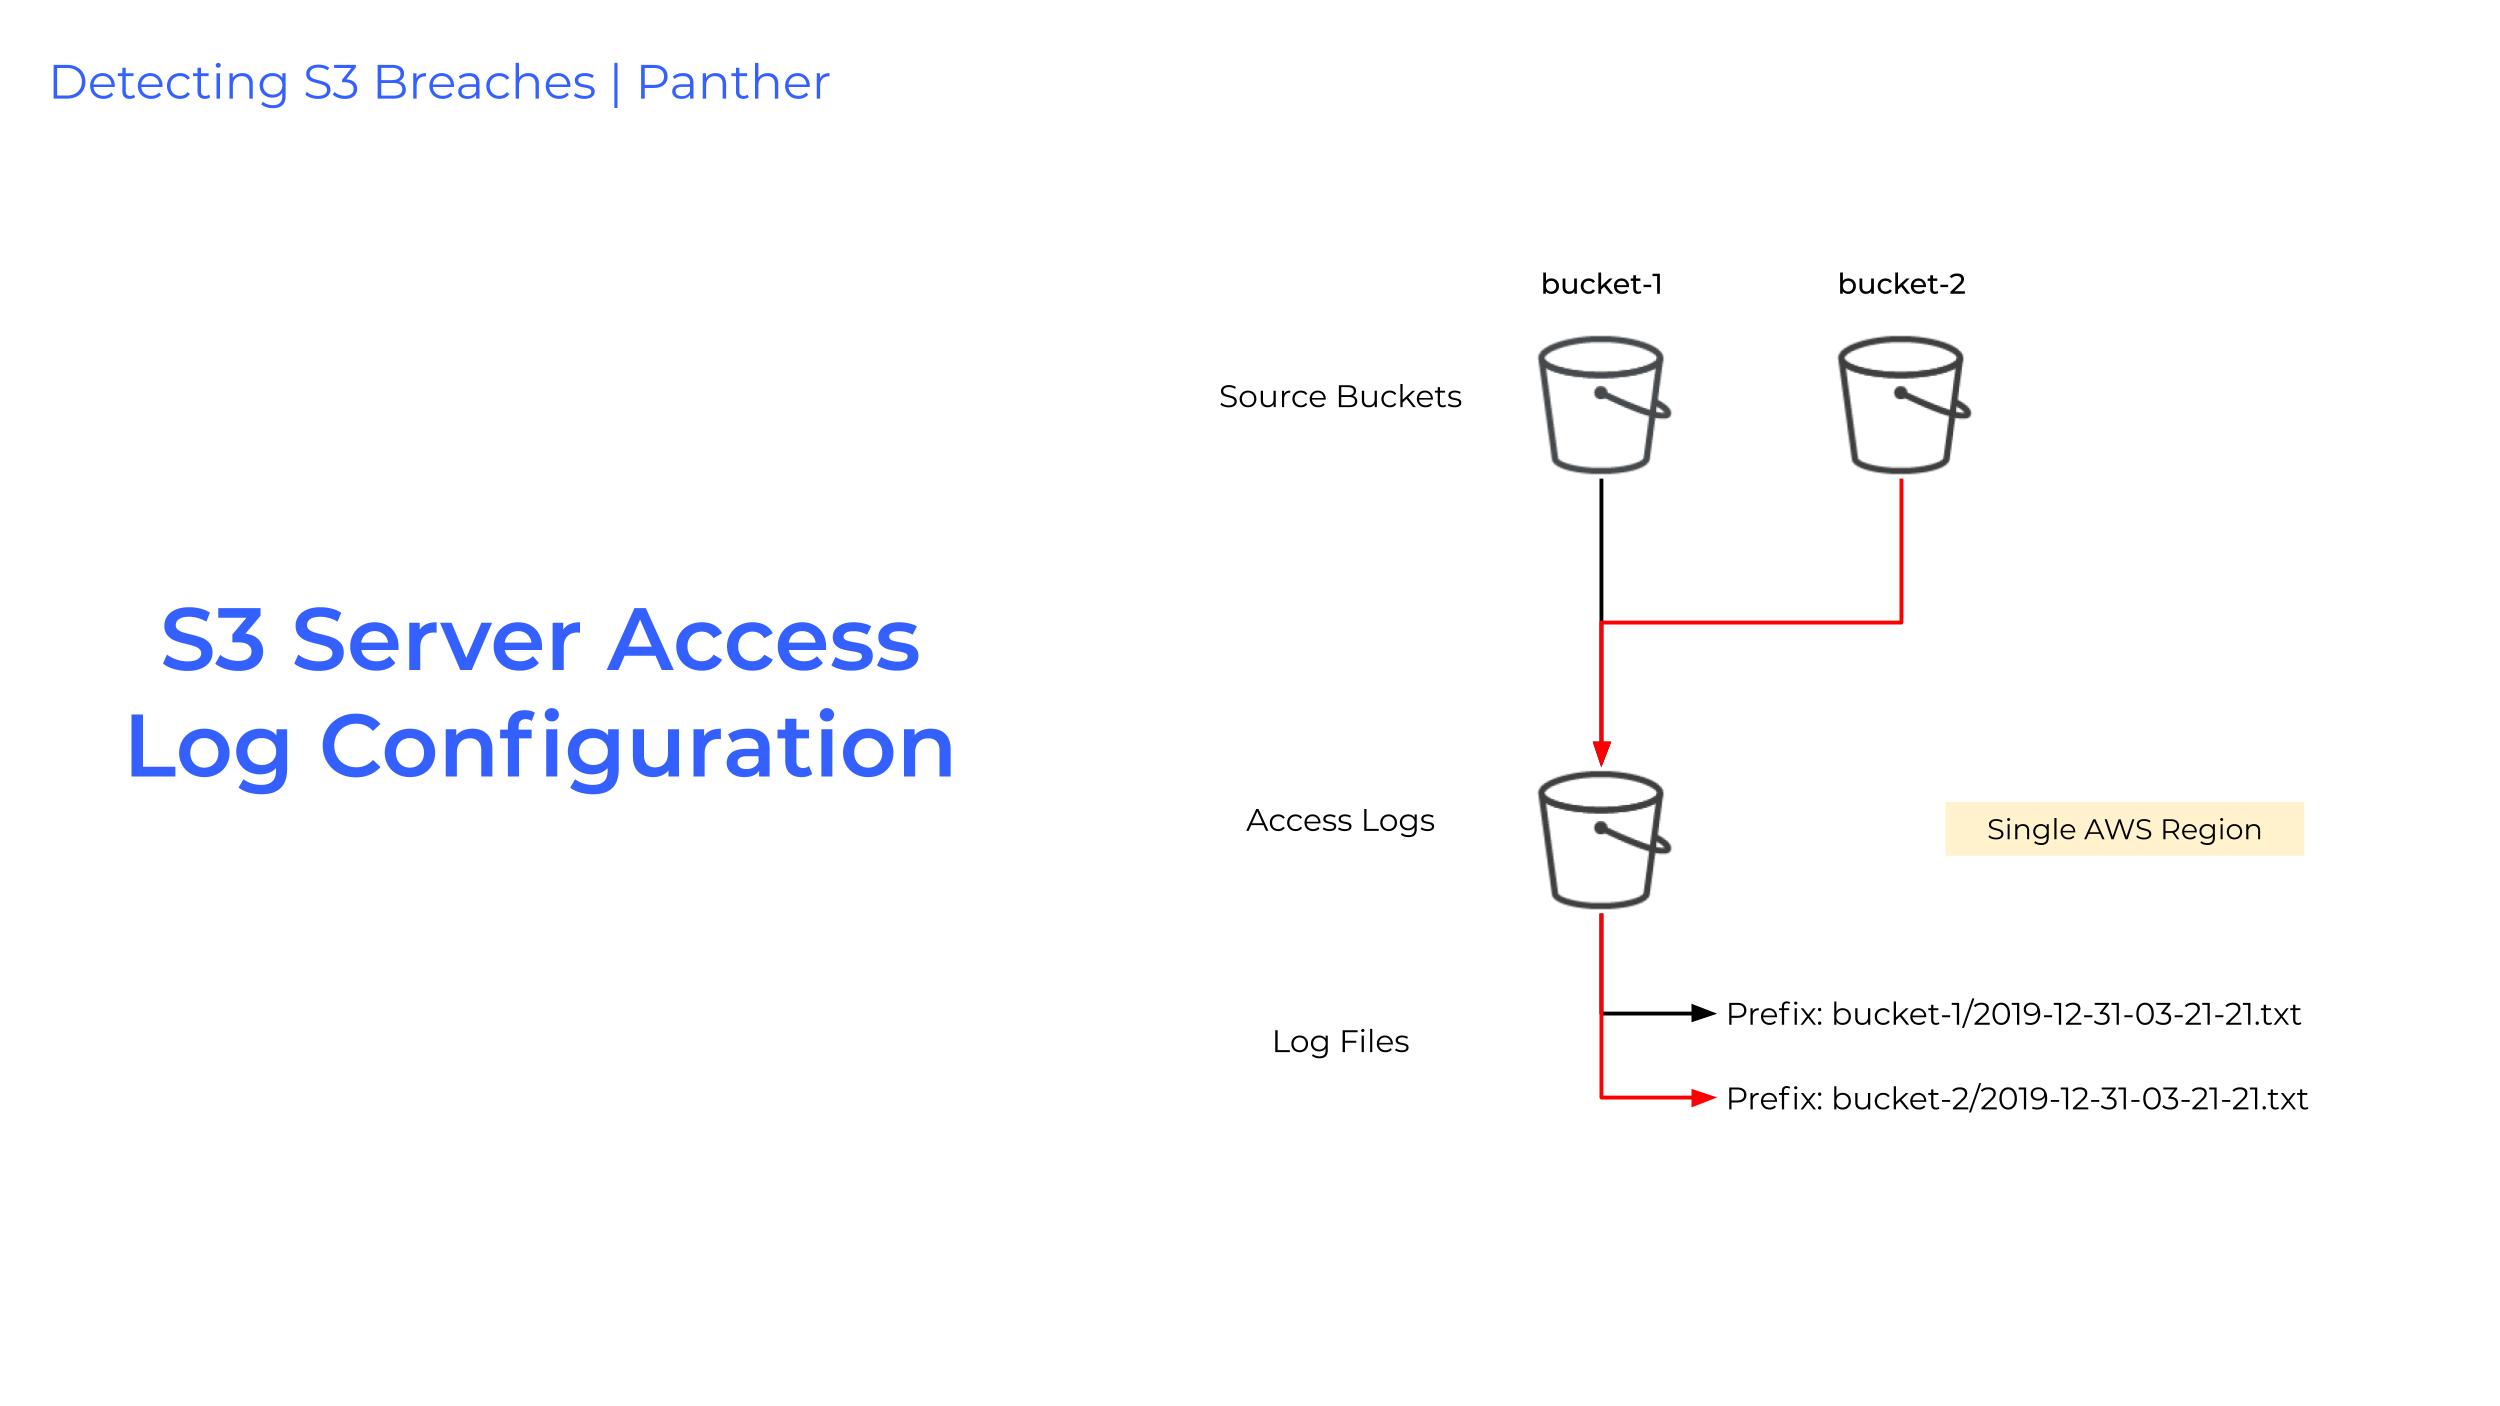 Detecting S3 Breaches | Panther
S3 Server Access
Log Configuration
bucket-1
bucket-2
Source Buckets
Access Logs
Single AWS Region
Log Files
Prefix: bucket-1/2019-12-31-03-21-21.txt
Prefix: bucket-2/2019-12-31-03-21-21.txt